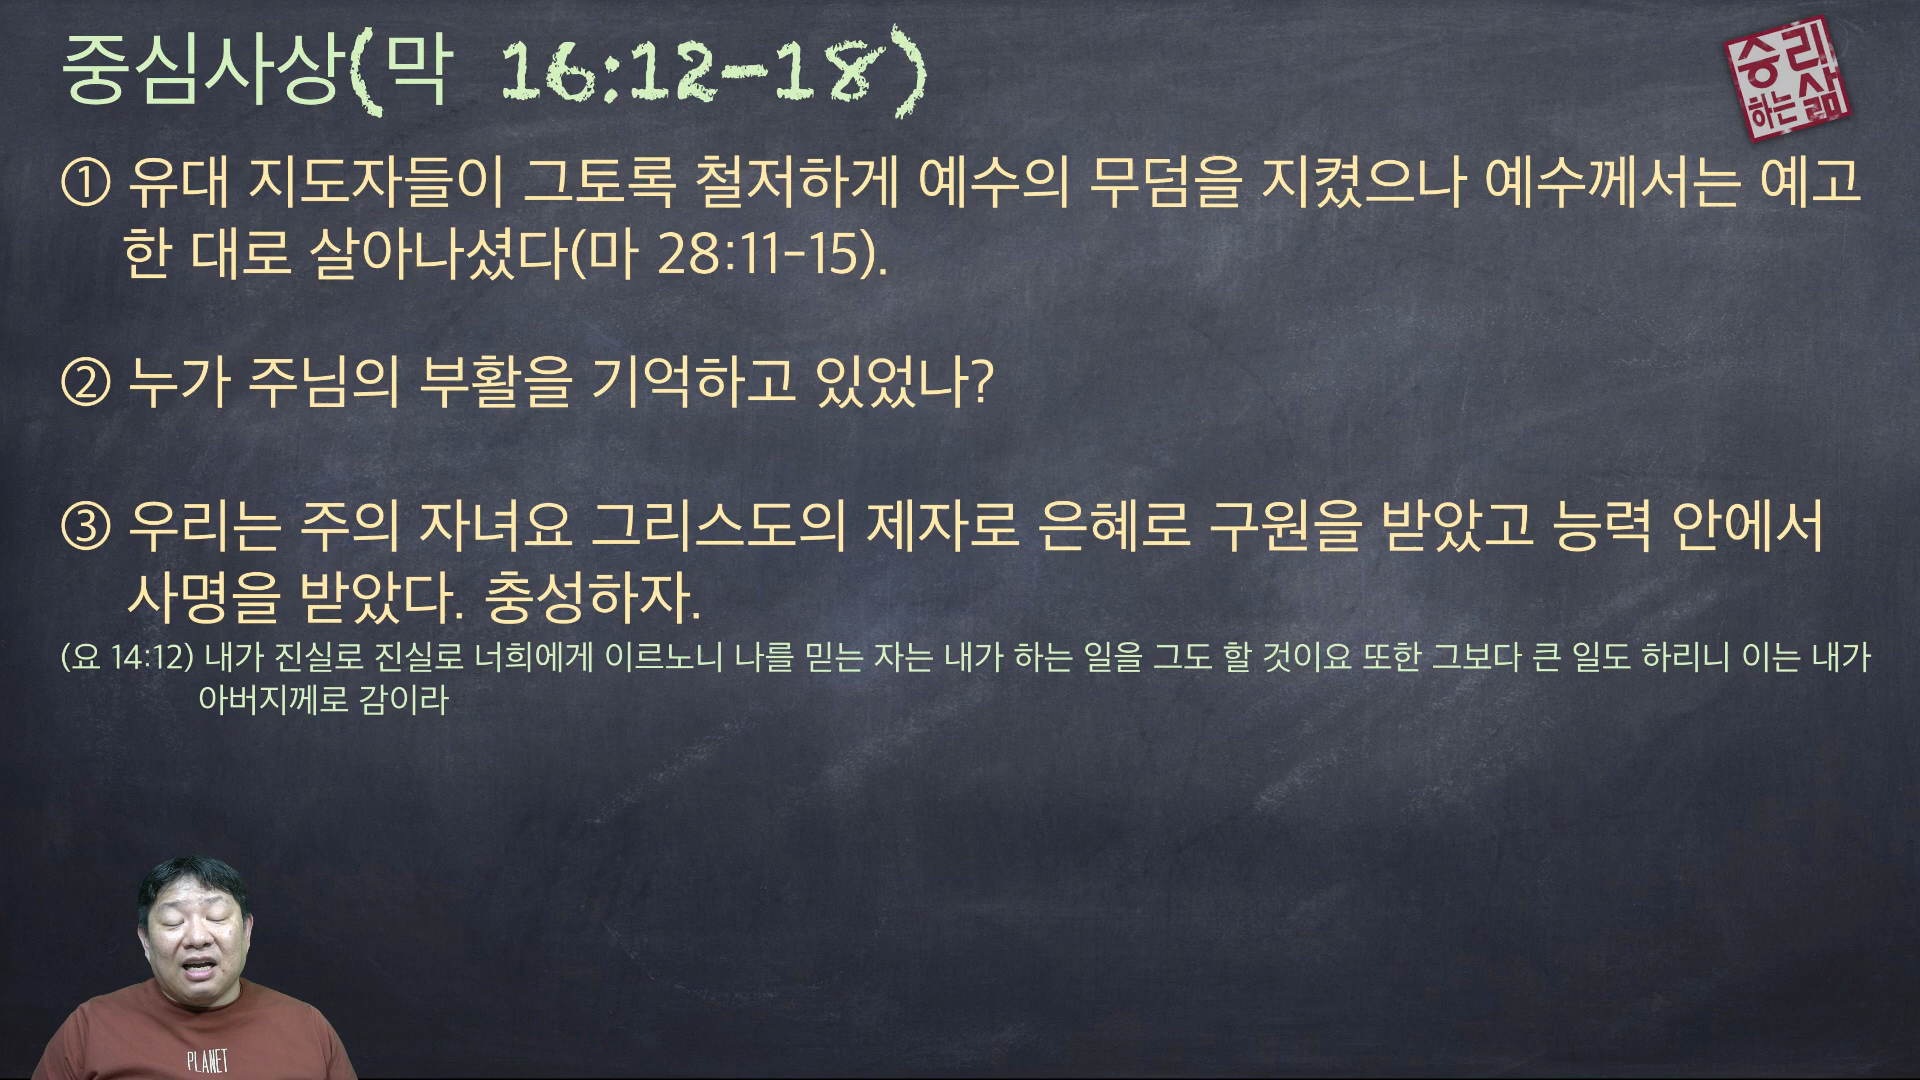 중심사상(막 16:12-18)
승리
하는 삶
① 유대 지도자들이 그토록 철저하게 예수의 무덤을 지켰으나 예수께서는 예고
한 대로 살아나셨다(마 28:11-15).
② 누가 주님의 부활을 기억하고 있었나?
③ 우리는 주의 자녀요 그리스도의 제자로 은혜로 구원을 받았고 능력 안에서
사명을 받았다. 충성하자.
(요 14:12) 내가 진실로 진실로 너희에게 이르노니 나를 믿는 자는 내가 하는 일을 그도 할 것이요 또한 그보다 큰 일도 하리니 이는 내가
아버지께로 감이라
PLANET